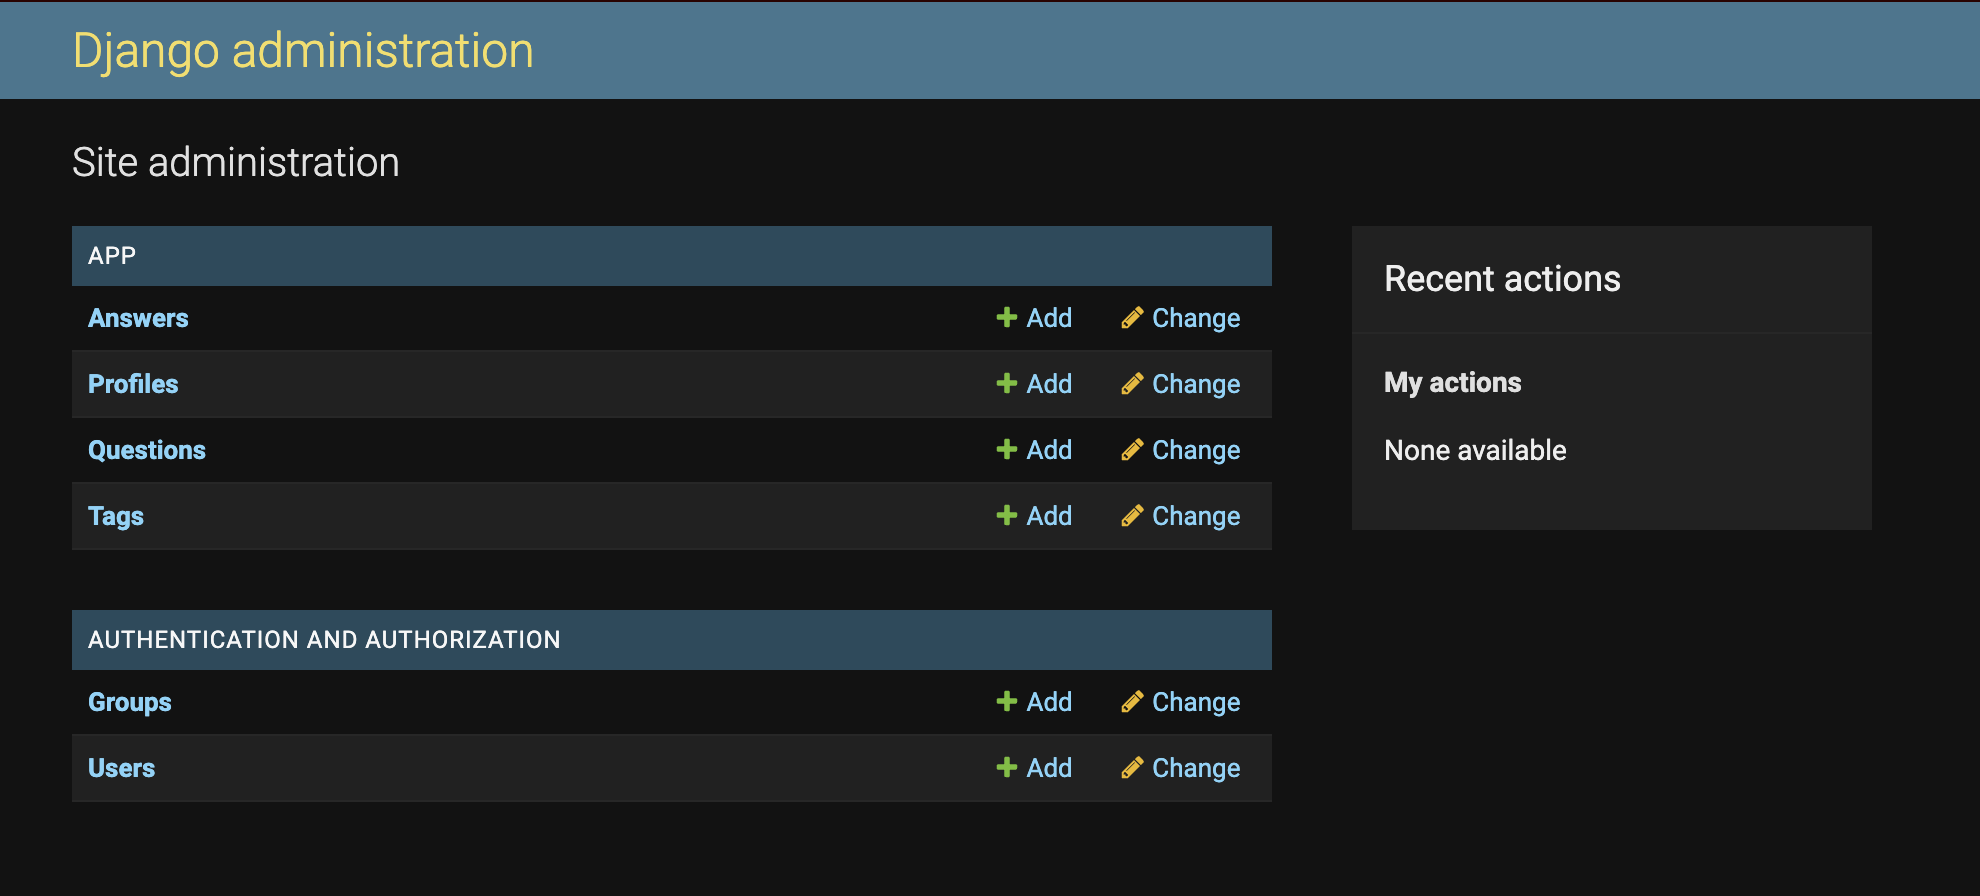 Django administration
Site administration
APP
Answers Add Change
Profiles Add Change
Questions Add Change
Tags Add Change
AUTHENTICATION AND AUTHORIZATION
Groups Add Change
Users Add Change
Recent actions
My actions
None available